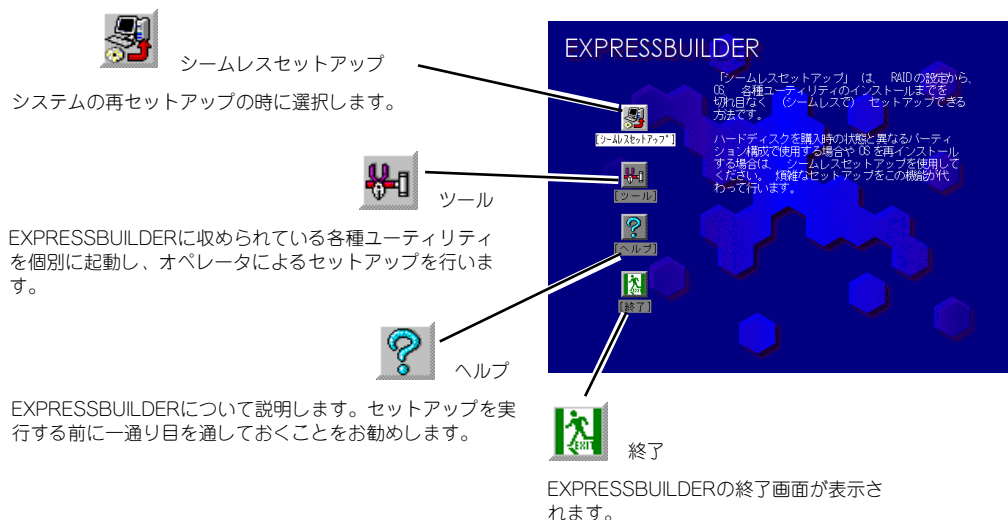 シームレスセットアップ
システムの再セットアップの時に選択します。
ツール
EXPRESSBUILDERに収められている各種ユーティリティ
を個別に起動し、オペレータによるセットアップを行いま
す。
ヘルプ
EXPRESSBUILDERについて説明します。セットアップを実
行する前に一通り目を通しておくことをお勧めします。
EXPRESSBUILDER
「シームレスセットアップ」 は、 RAIDの設定から、
OS、 各種ユーティリティのインストールまでを
切れ目なく （シームレスで） セットアップできる
方法です。
ハードディスクを購入時の状態と異なるパーティ
ション構成で使用する場合や OSを再インストール
する場合は、 シームレスセットアップを使用して
ください。 煩雑なセットアップをこの機能が代
わって行います。
[シームレスセットアップ]
[ツール]
[ヘルプ]
[終了]
EXIT
終了
EXPRESSBUILDERの終了画面が表示さ
れます。